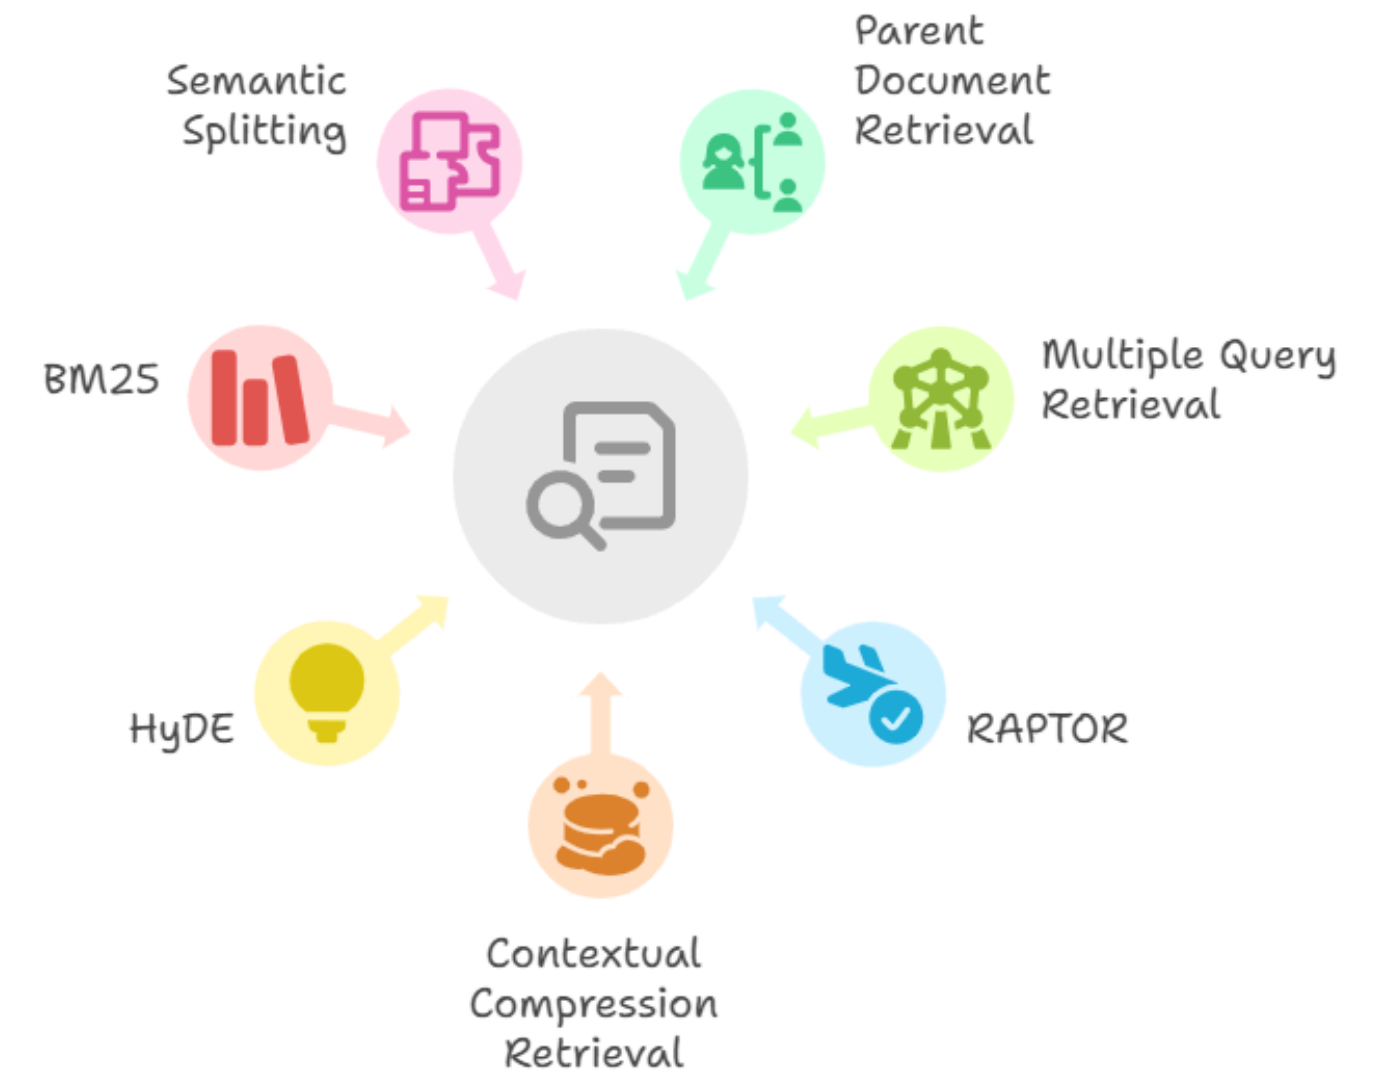 Semantic
Splitting
Parent
Document
Retrieval
BM25
Multiple Query
Retrieval
HyDE
RAPTOR
Contextual
Compression
Retrieval